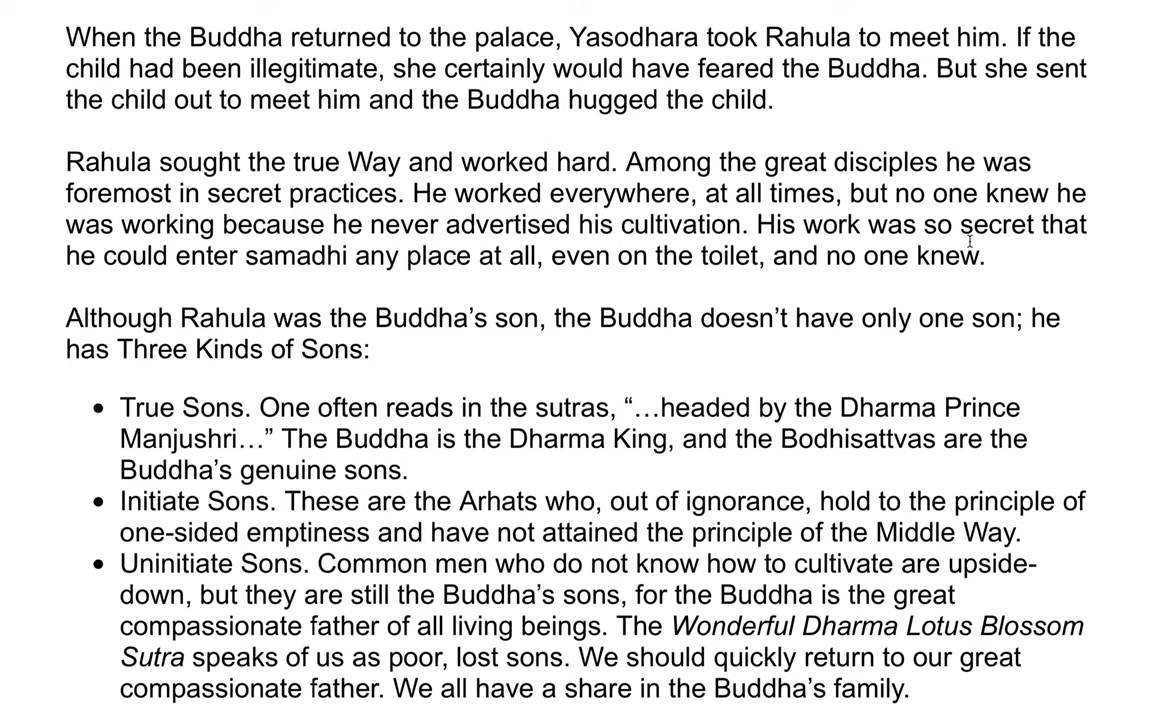 When the Buddha returned to the palace, Yasodhara took Rahula to meet him. If the
child had been illegitimate, she certainly would have feared the Buddha. But she sent
the child out to meet him and the Buddha hugged the child.
Rahula sought the true Way and worked hard. Among the great disciples he was
foremost in secret practices. He worked everywhere, at all times, but no one knew he
was working because he never advertised his cultivation. His work was so secret that
he could enter samadhi any place at all, even on the toilet, and no one knew.
Although Rahula was the Buddha’s son, the Buddha doesn’t have only one son; he
has Three Kinds of Sons:
• True Sons. One often reads in the sutras, “…headed by the Dharma Prince
Manjushri…” The Buddha is the Dharma King, and the Bodhisattvas are the
Buddha’s genuine sons.
• Initiate Sons. These are the Arhats who, out of ignorance, hold to the principle of
one-sided emptiness and have not attained the principle of the Middle Way.
• Uninitiate Sons. Common men who do not know how to cultivate are upside-
down, but they are still the Buddha’s sons, for the Buddha is the great
compassionate father of all living beings. The Wonderful Dharma Lotus Blossom
Sutra speaks of us as poor, lost sons. We should quickly return to our great
compassionate father. We all have a share in the Buddha’s family.